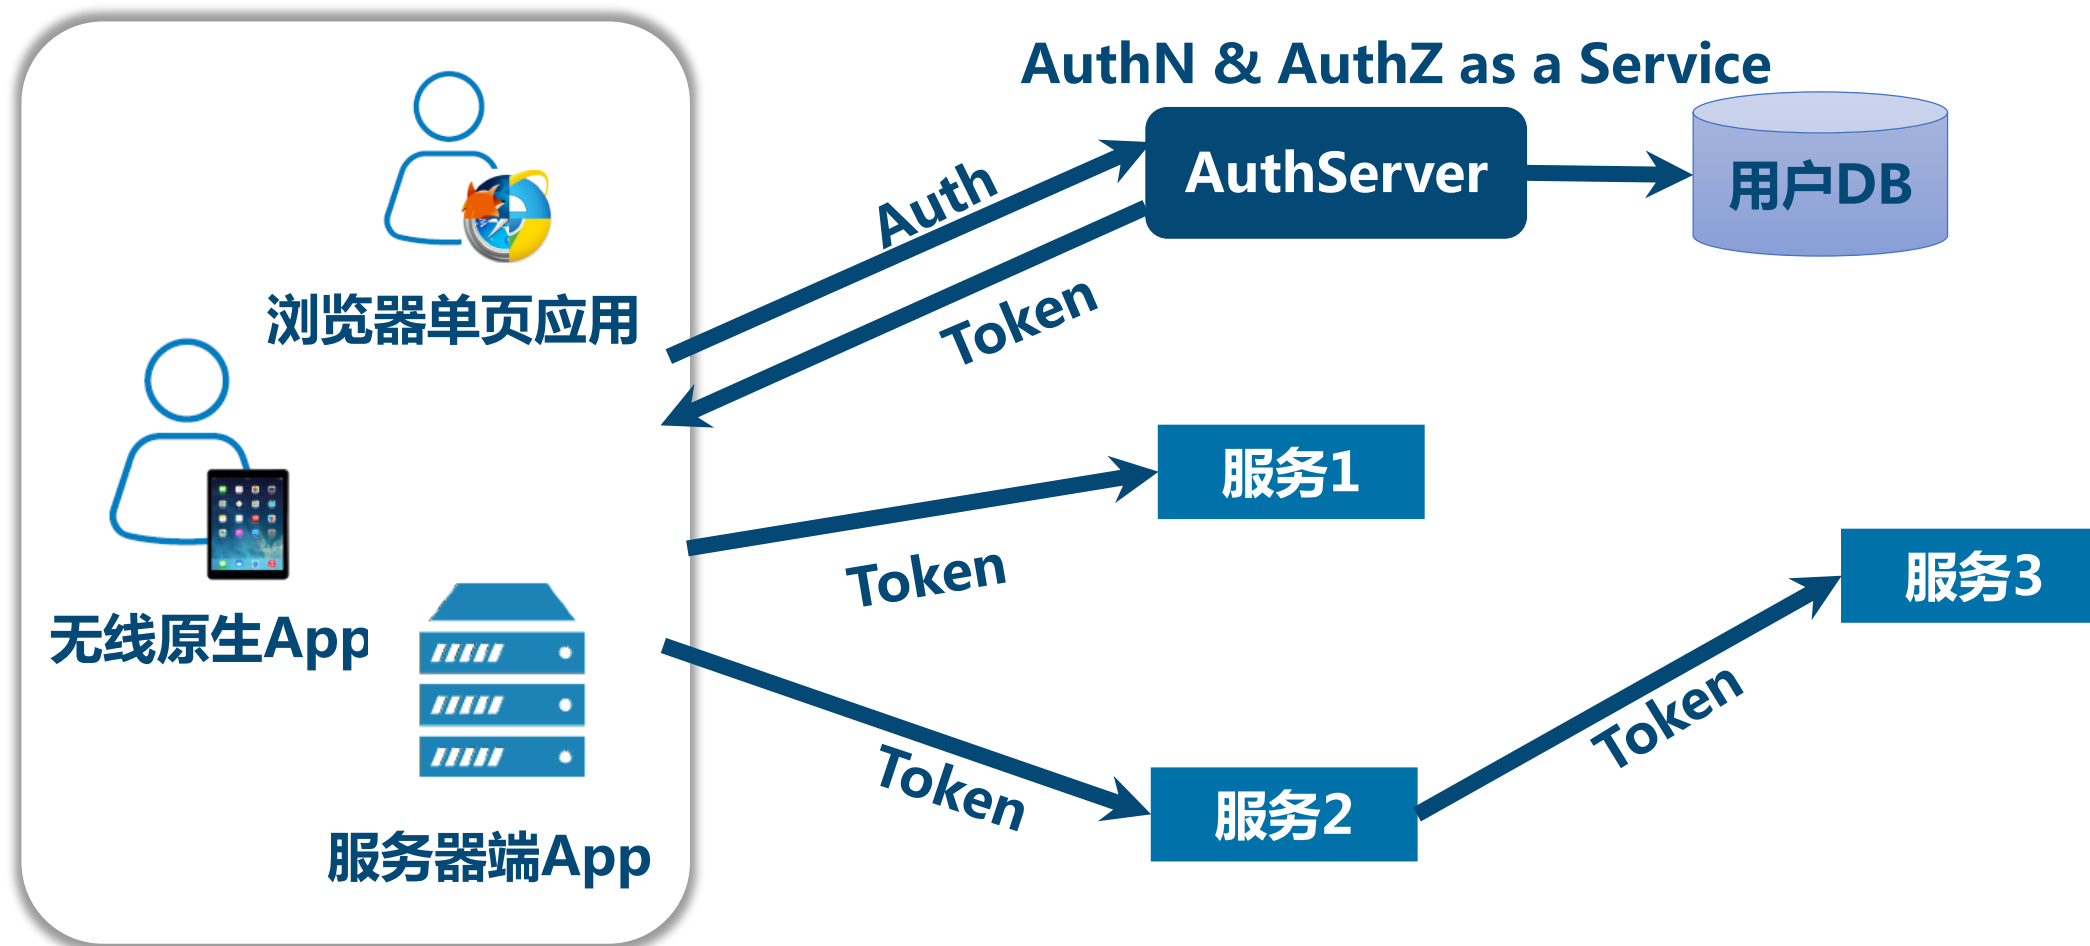 AuthN & AuthZ as a Service
AuthServer
用户DB
Auth
Token
浏览器单页应用
服务1
Token
服务3
无线原生App
Token
Token
服务2
服务器端App